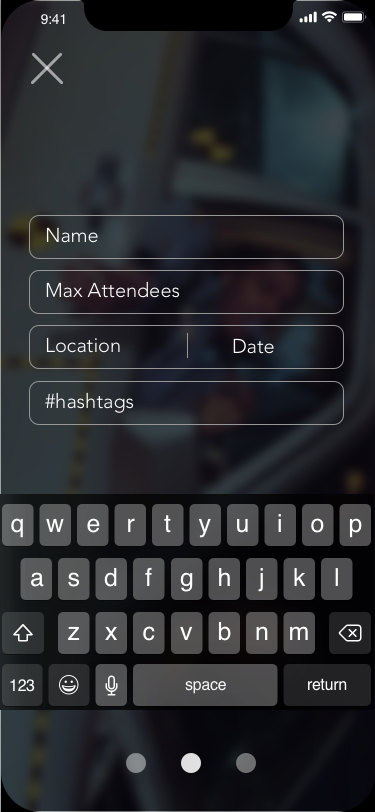 9:41
Name
Max Attendees
Location Date
#hashtags
q w e r t y u i o p
a s d f g h j k l
z x c v b n m
123 space return